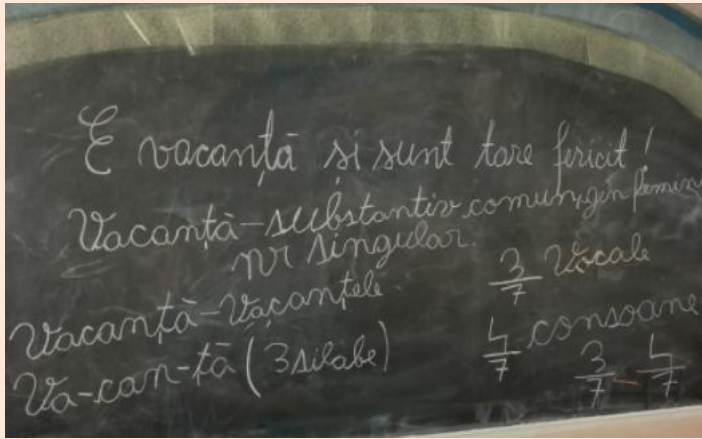 E vacanță și sunt tare fericit!
Vacanță-substantiv comun, gen feminin
nr singular.
Vacanță-Vacanțele.
Va-can-ță (3 silabe)
3/7 Vocale
4/7 consoane
3/7 - 4/7